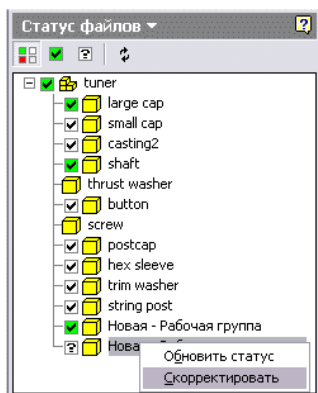 Статус файлов
tuner
large cap
small cap
casting2
shaft
thrust washer
button
screw
postcap
hex sleeve
trim washer
string post
Новая - Рабочая группа
Обновить статус
Скорректировать